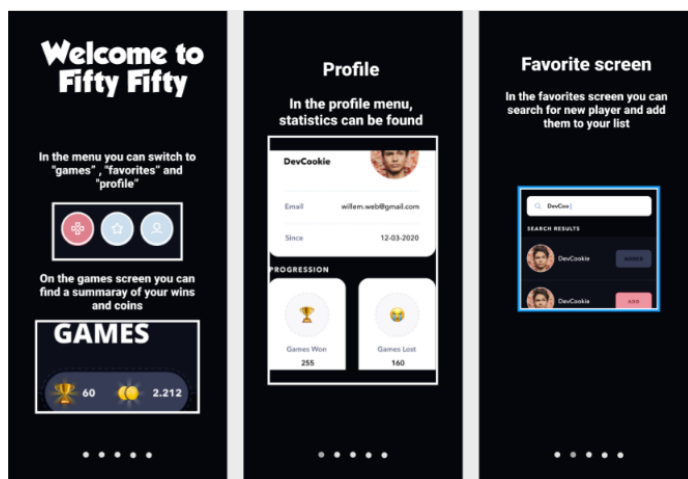 Welcome to
Fifty Fifty
In the menu you can switch to
"games" , "favorites" and
"profile"
On the games screen you can
find a summaray of your wins
and coins
GAMES
60
2.212
Profile
In the profile menu,
statistics can be found
DevCookie
Email willem.web@gmail.com
Since 12-03-2020
PROGRESSION
Games Won
255
Games Lost
160
Favorite screen
In the favorites screen you can
search for new player and add
them to your list
DevCoo
SEARCH RESULTS
DevCookie ADDED
DevCookie ADD